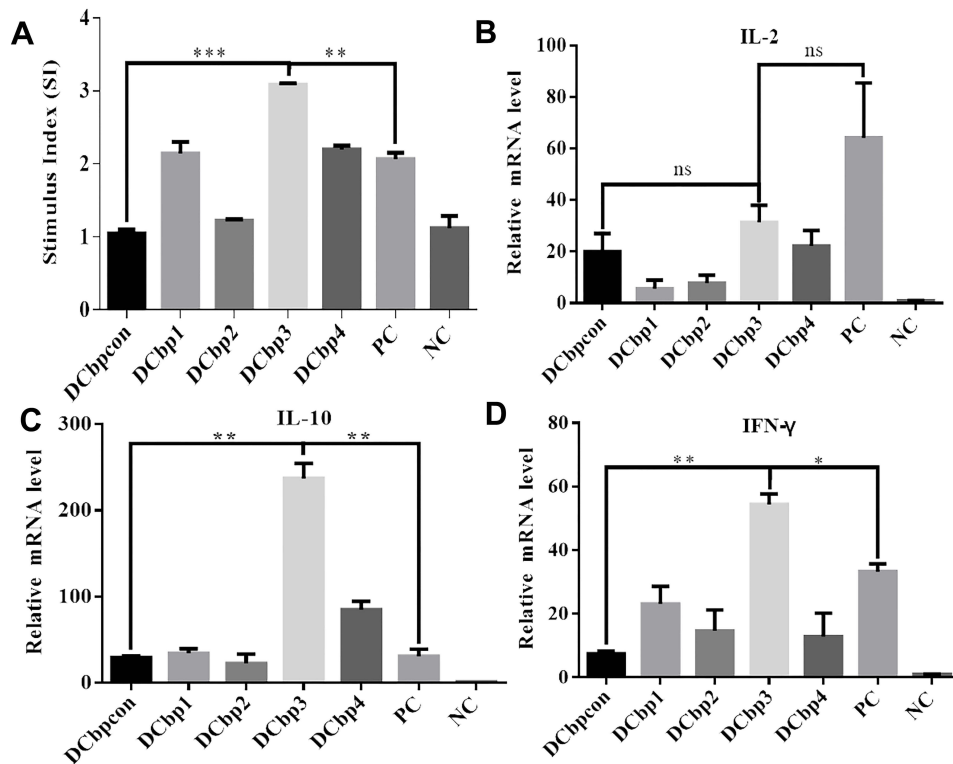 A
Stimulus Index (SI)
4
3
2
1
0
***
**
DCbpcon
DCbp1
DCbp2
DCbp3
DCbp4
PC
NC
B
IL-2
Relative mRNA level
100
80
60
40
20
0
ns
ns
DCbpcon
DCbp1
DCbp2
DCbp3
DCbp4
PC
NC
C
IL-10
Relative mRNA level
300
200
100
0
**
**
DCbpcon
DCbp1
DCbp2
DCbp3
DCbp4
PC
NC
D
IFN-γ
Relative mRNA level
80
60
40
20
0
**
*
DCbpcon
DCbp1
DCbp2
DCbp3
DCbp4
PC
NC